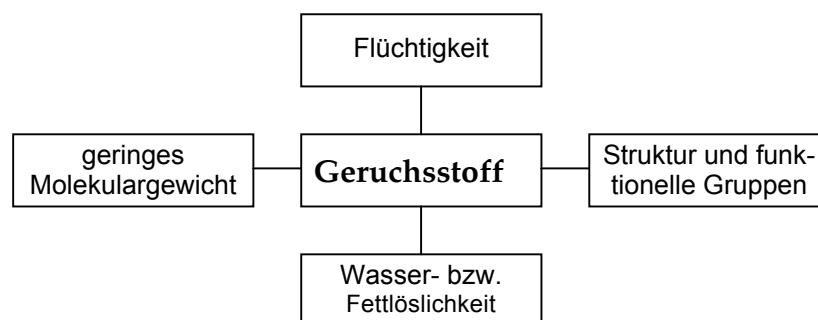 Flüchtigkeit
geringes
Molekulargewicht
Geruchsstoff
Struktur und funk-
tionelle Gruppen
Wasser- bzw.
Fettlöslichkeit